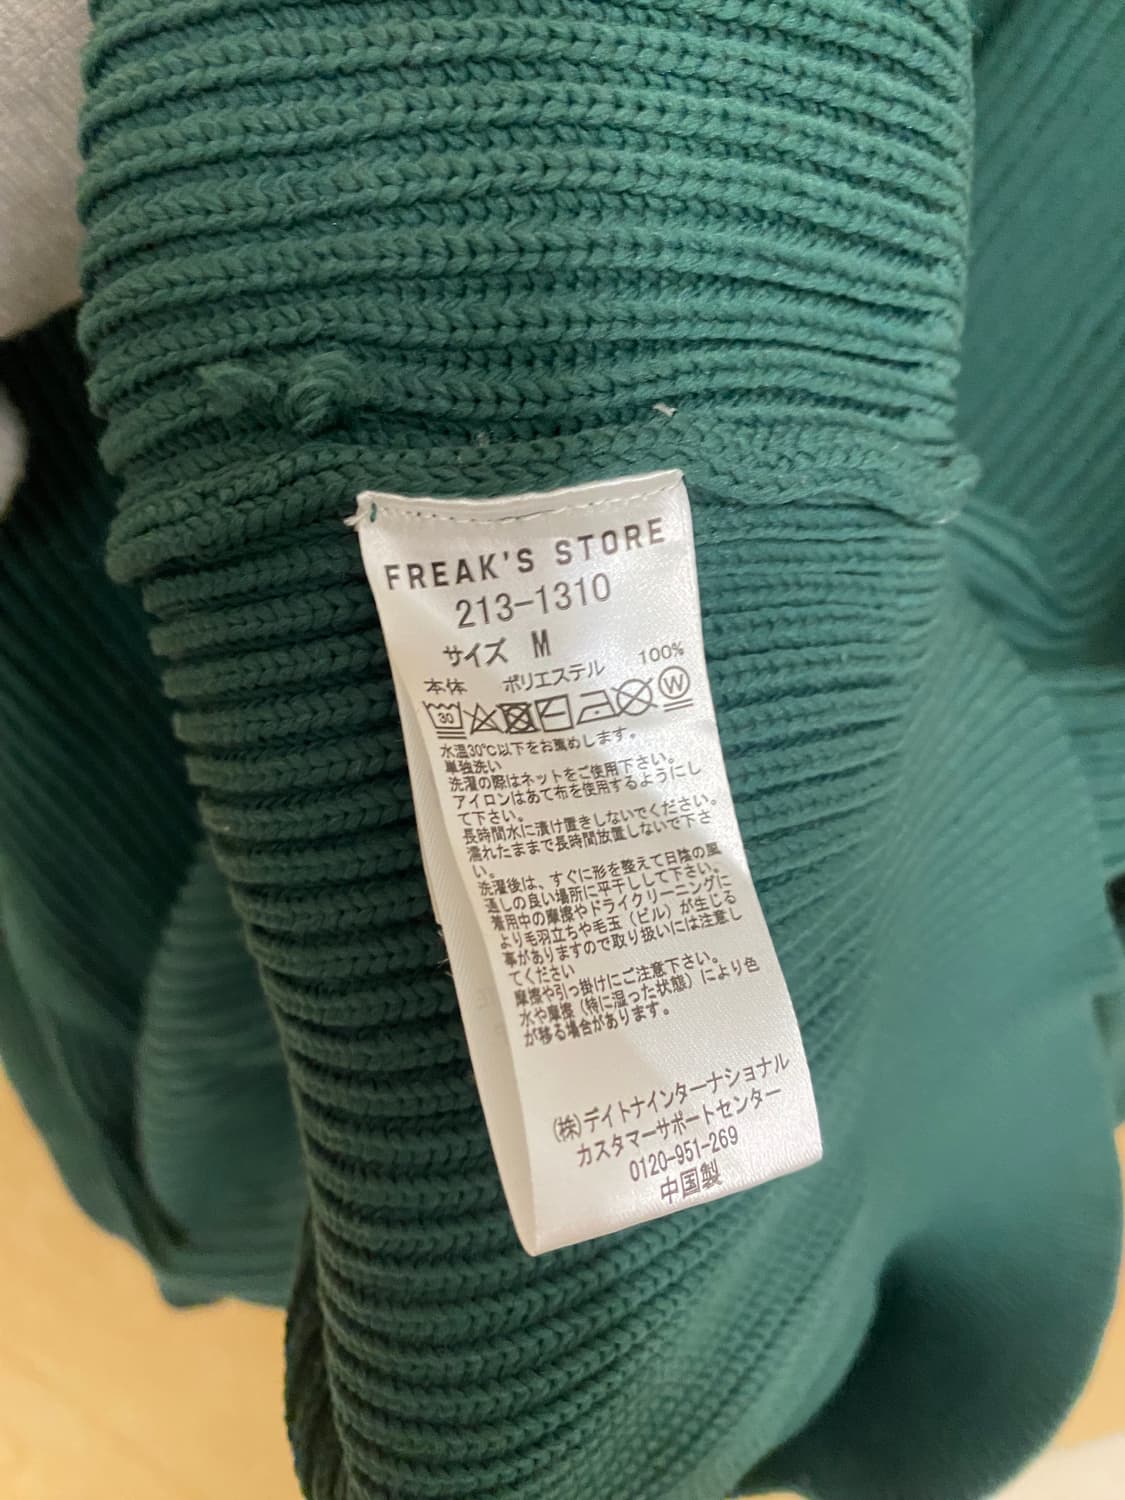 FREAK'S STORE
213-1310
サイズ M
本体 ポリエステル 100%
30 W
水温30℃以下をお薦めします。
単独洗い
洗濯の際はネットをご使用下さい。
アイロンはあて布を使用するようにし
て下さい。
長時間水に漬け置きしないでください。
濡れたままで長時間放置しないで下さ
い。
洗濯後は、すぐに形を整えて日陰の風
通しの良い場所に平干しして下さい。
着用中の摩擦やドライクリーニングに
より毛羽立ちや毛玉（ピル）が生じる
事がありますので取り扱いには注意し
てください
摩擦や引っ掛けにご注意下さい。
水や摩擦（特に湿った状態）により色
が移る場合があります。
(株)デイトナインターナショナル
カスタマーサポートセンター
0120-951-269
中国製